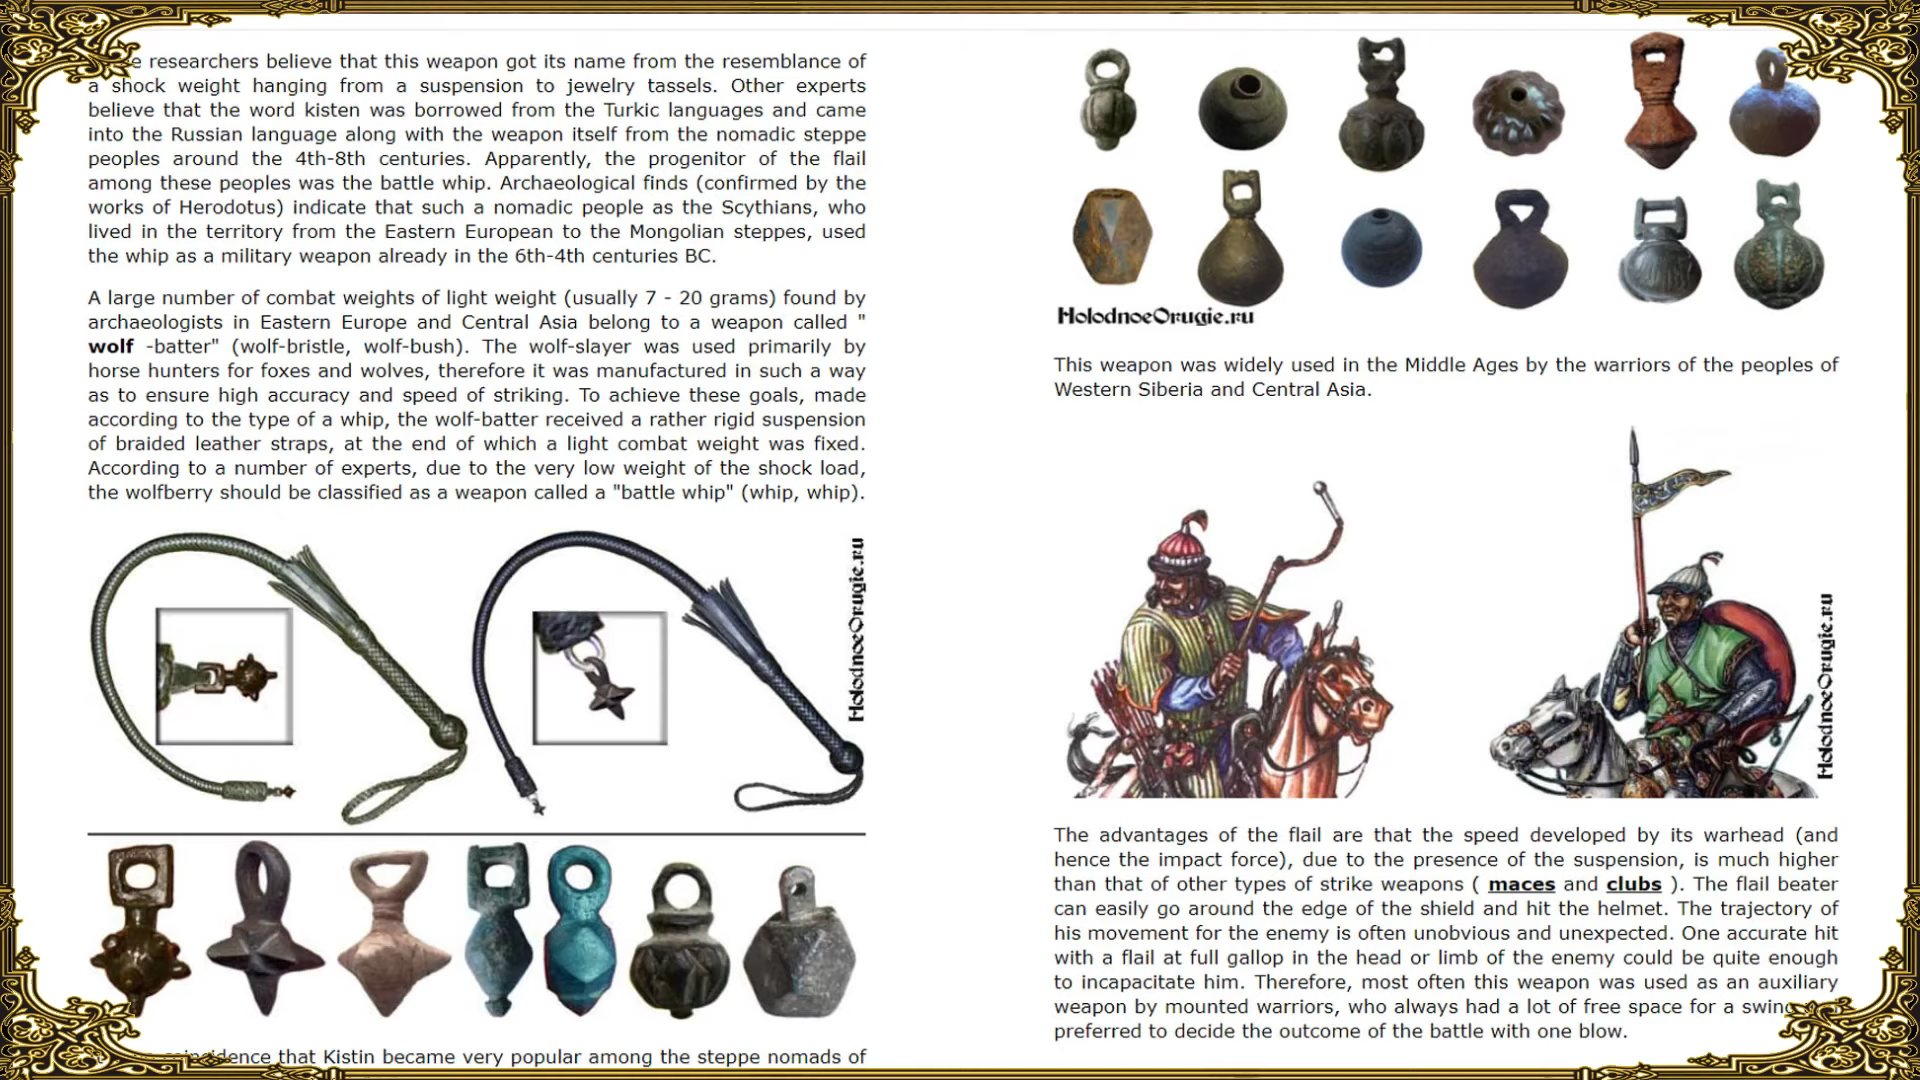 researchers believe that this weapon got its name from the resemblance of
a shock weight hanging from a suspension to jewelry tassels. Other experts
believe that the word kisten was borrowed from the Turkic languages and came
into the Russian language along with the weapon itself from the nomadic steppe
peoples around the 4th-8th centuries. Apparently, the progenitor of the flail
among these peoples was the battle whip. Archaeological finds (confirmed by the
works of Herodotus) indicate that such a nomadic people as the Scythians, who
lived in the territory from the Eastern European to the Mongolian steppes, used
the whip as a military weapon already in the 6th-4th centuries BC.
A large number of combat weights of light weight (usually 7 - 20 grams) found by
archaeologists in Eastern Europe and Central Asia belong to a weapon called "
wolf -batter" (wolf-bristle, wolf-bush). The wolf-slayer was used primarily by
horse hunters for foxes and wolves, therefore it was manufactured in such a way
as to ensure high accuracy and speed of striking. To achieve these goals, made
according to the type of a whip, the wolf-batter received a rather rigid suspension
of braided leather straps, at the end of which a light combat weight was fixed.
According to a number of experts, due to the very low weight of the shock load,
the wolfberry should be classified as a weapon called a "battle whip" (whip, whip).
HolodnoeOrugie.ru
that Kistin became very popular among the steppe nomads of
HolodnoeOrugie.ru
This weapon was widely used in the Middle Ages by the warriors of the peoples of
Western Siberia and Central Asia.
HolodnoeOrugie.ru
The advantages of the flail are that the speed developed by its warhead (and
hence the impact force), due to the presence of the suspension, is much higher
than that of other types of strike weapons ( maces and clubs ). The flail beater
can easily go around the edge of the shield and hit the helmet. The trajectory of
his movement for the enemy is often unobvious and unexpected. One accurate hit
with a flail at full gallop in the head or limb of the enemy could be quite enough
to incapacitate him. Therefore, most often this weapon was used as an auxiliary
weapon by mounted warriors, who always had a lot of free space for a swing
preferred to decide the outcome of the battle with one blow.